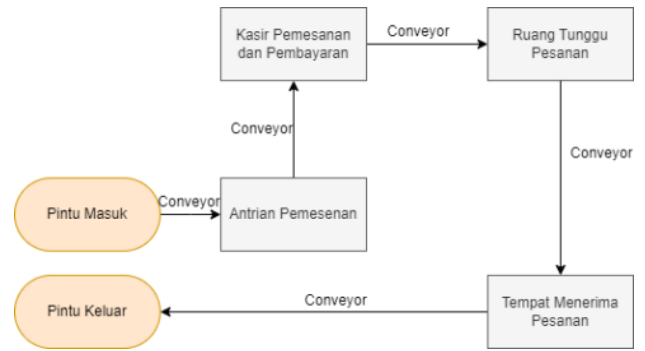 Kasir Pemesanan
dan Pembayaran
Conveyor
Ruang Tunggu
Pesanan
Conveyor
Conveyor
Pintu Masuk
Conveyor
Antrian Pemesenan
Pintu Keluar
Conveyor
Tempat Menerima
Pesanan